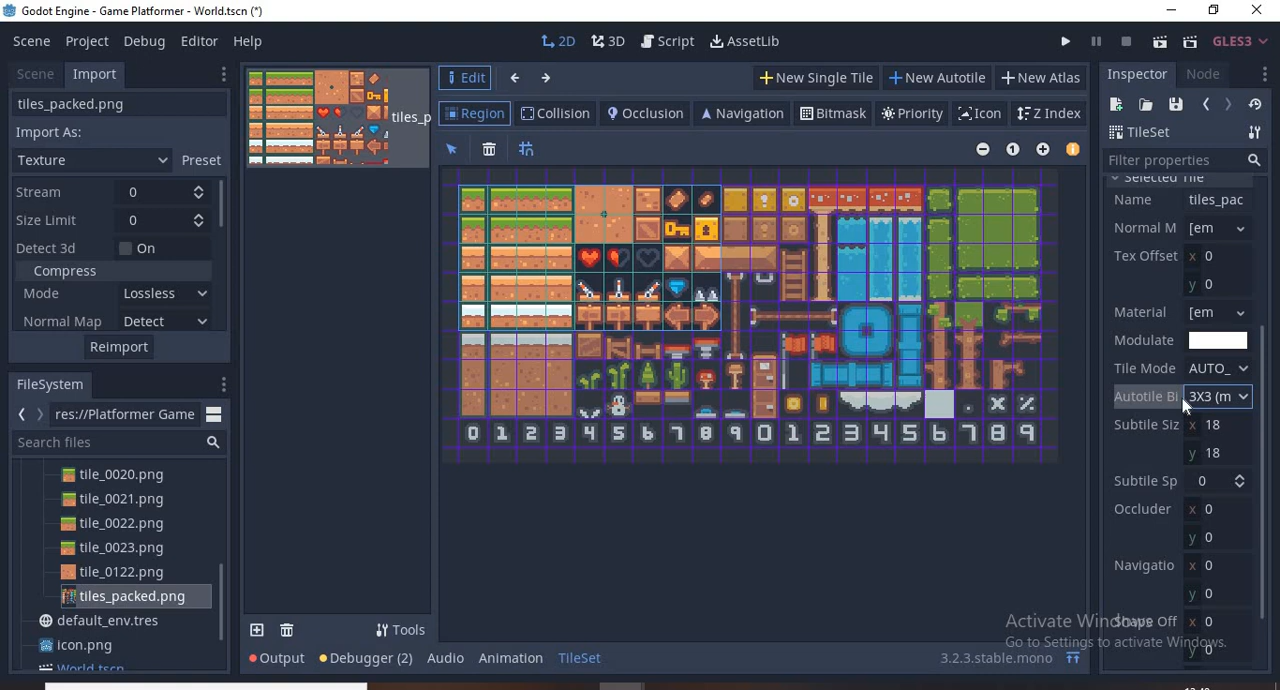 Godot Engine - Game Platformer - World.tscn (*)
Scene Project Debug Editor Help
2D 3D Script AssetLib
GLES3
Scene Import
tiles_packed.png
Import As:
Texture Preset
Stream 0
Size Limit 0
Detect 3d On
Compress
Mode Lossless
Normal Map Detect
Reimport
FileSystem
res://Platformer Game
Search files
tile_0020.png
tile_0021.png
tile_0022.png
tile_0023.png
tile_0122.png
tiles_packed.png
default_env.tres
icon.png
World.tscn
tiles_p
Tools
Edit
New Single Tile New Autotile New Atlas
Region Collision Occlusion Navigation Bitmask Priority Icon Z Index
1
0 1 2 3 4 5 6 7 8 9 0 1 2 3 4 5 6 7 8 9
Output Debugger (2) Audio Animation TileSet
3.2.3.stable.mono
Inspector Node
TileSet
Filter properties
Selected Tile
Name tiles_pac
Normal M [em
Tex Offset x 0
y 0
Material [em
Modulate
Tile Mode AUTO_
Autotile Bi 3X3 (m
Subtile Siz x 18
y 18
Subtile Sp 0
Occluder x 0
y 0
Navigatio x 0
y 0
Shape Off x 0
y 0
Activate Windows
Go to Settings to activate Windows.